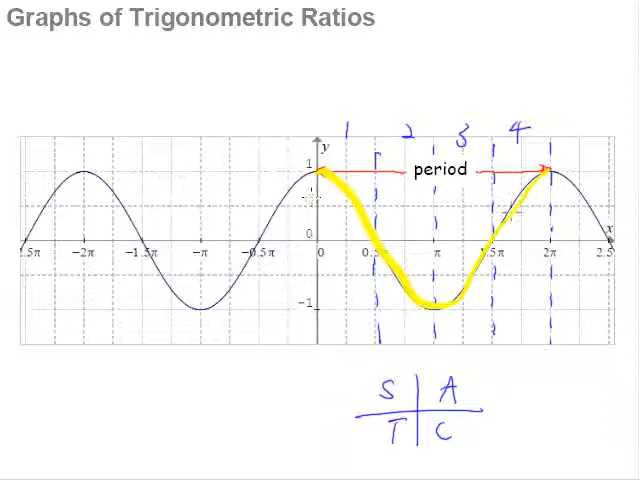 Graphs of Trigonometric Ratios
1 2 3 4
y
1
period
0
x
.5π -2π -1.5π -π -0.5π 0 0.5π π 1.5π 2π 2.5
-1
S A
T C